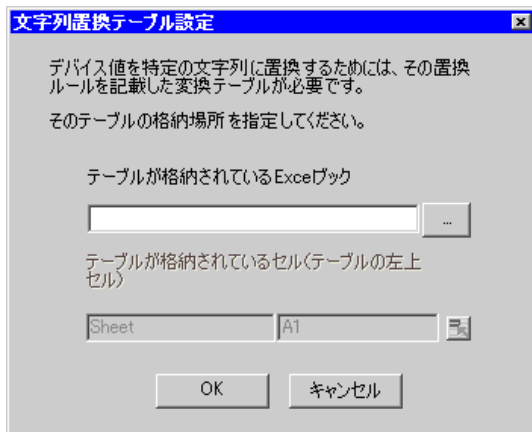 文字列置換テーブル設定
デバイス値を特定の文字列に置換するためには、その置換
ルールを記載した変換テーブルが必要です。
そのテーブルの格納場所を指定してください。
テーブルが格納されているExcelブック
...
テーブルが格納されているセル(テーブルの左上
セル)
Sheet A1
OK キャンセル